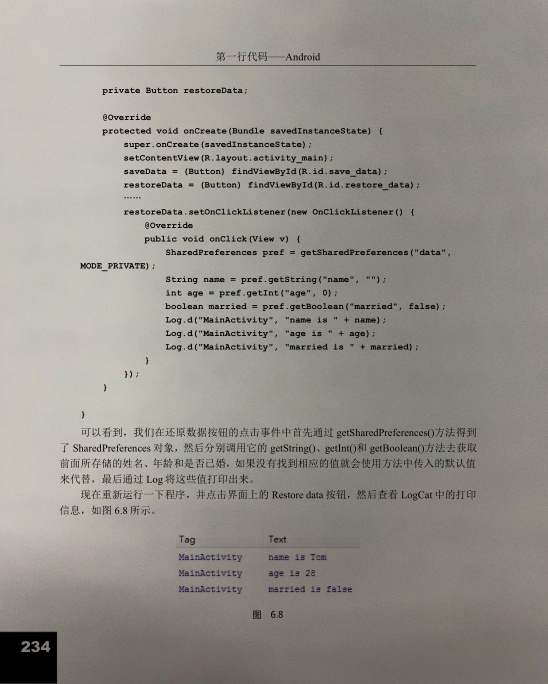 第一行代码——Android
private Button restoreData;
@Override
protected void onCreate(Bundle savedInstanceState) {
super.onCreate(savedInstanceState);
setContentView(R.layout.activity_main);
saveData = (Button) findViewById(R.id.save_data);
restoreData = (Button) findViewById(R.id.restore_data);
……
restoreData.setOnClickListener(new OnClickListener() {
@Override
public void onClick(View v) {
SharedPreferences pref = getSharedPreferences("data",
MODE_PRIVATE);
String name = pref.getString("name", "");
int age = pref.getInt("age", 0);
boolean married = pref.getBoolean("married", false);
Log.d("MainActivity", "name is " + name);
Log.d("MainActivity", "age is " + age);
Log.d("MainActivity", "married is " + married);
}
});
}
}
可以看到，我们在还原数据按钮的点击事件中首先通过 getSharedPreferences()方法得到
了 SharedPreferences 对象，然后分别调用它的 getString()、getInt()和 getBoolean()方法去获取
前面所存储的姓名、年龄和是否已婚，如果没有找到相应的值就会使用方法中传入的默认值
来代替，最后通过 Log 将这些值打印出来。
现在重新运行一下程序，并点击界面上的 Restore data 按钮，然后查看 LogCat 中的打印
信息，如图 6.8 所示。
Tag Text
MainActivity name is Tom
MainActivity age is 28
MainActivity married is false
图 6.8
234